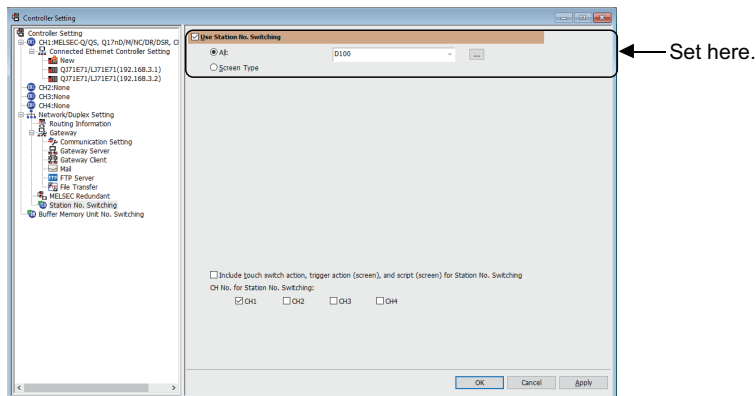 Controller Setting
Controller Setting
CH1:MELSEC-Q/QS, Q17nD/M/NC/DR/DSR, Cl
Connected Ethernet Controller Setting
New
QJ71E71/LJ71E71(192.168.3.1)
QJ71E71/LJ71E71(192.168.3.2)
CH2:None
CH3:None
CH4:None
Network/Duplex Setting
Routing Information
Gateway
Communication Setting
Gateway Server
Gateway Client
Mail
FTP Server
File Transfer
MELSEC Redundant
Station No. Switching
Buffer Memory Unit No. Switching
Use Station No. Switching
All:
D100
...
Screen Type
Set here.
Include touch switch action, trigger action (screen), and script (screen) for Station No. Switching
CH No. for Station No. Switching:
CH1 CH2 CH3 CH4
OK Cancel Apply